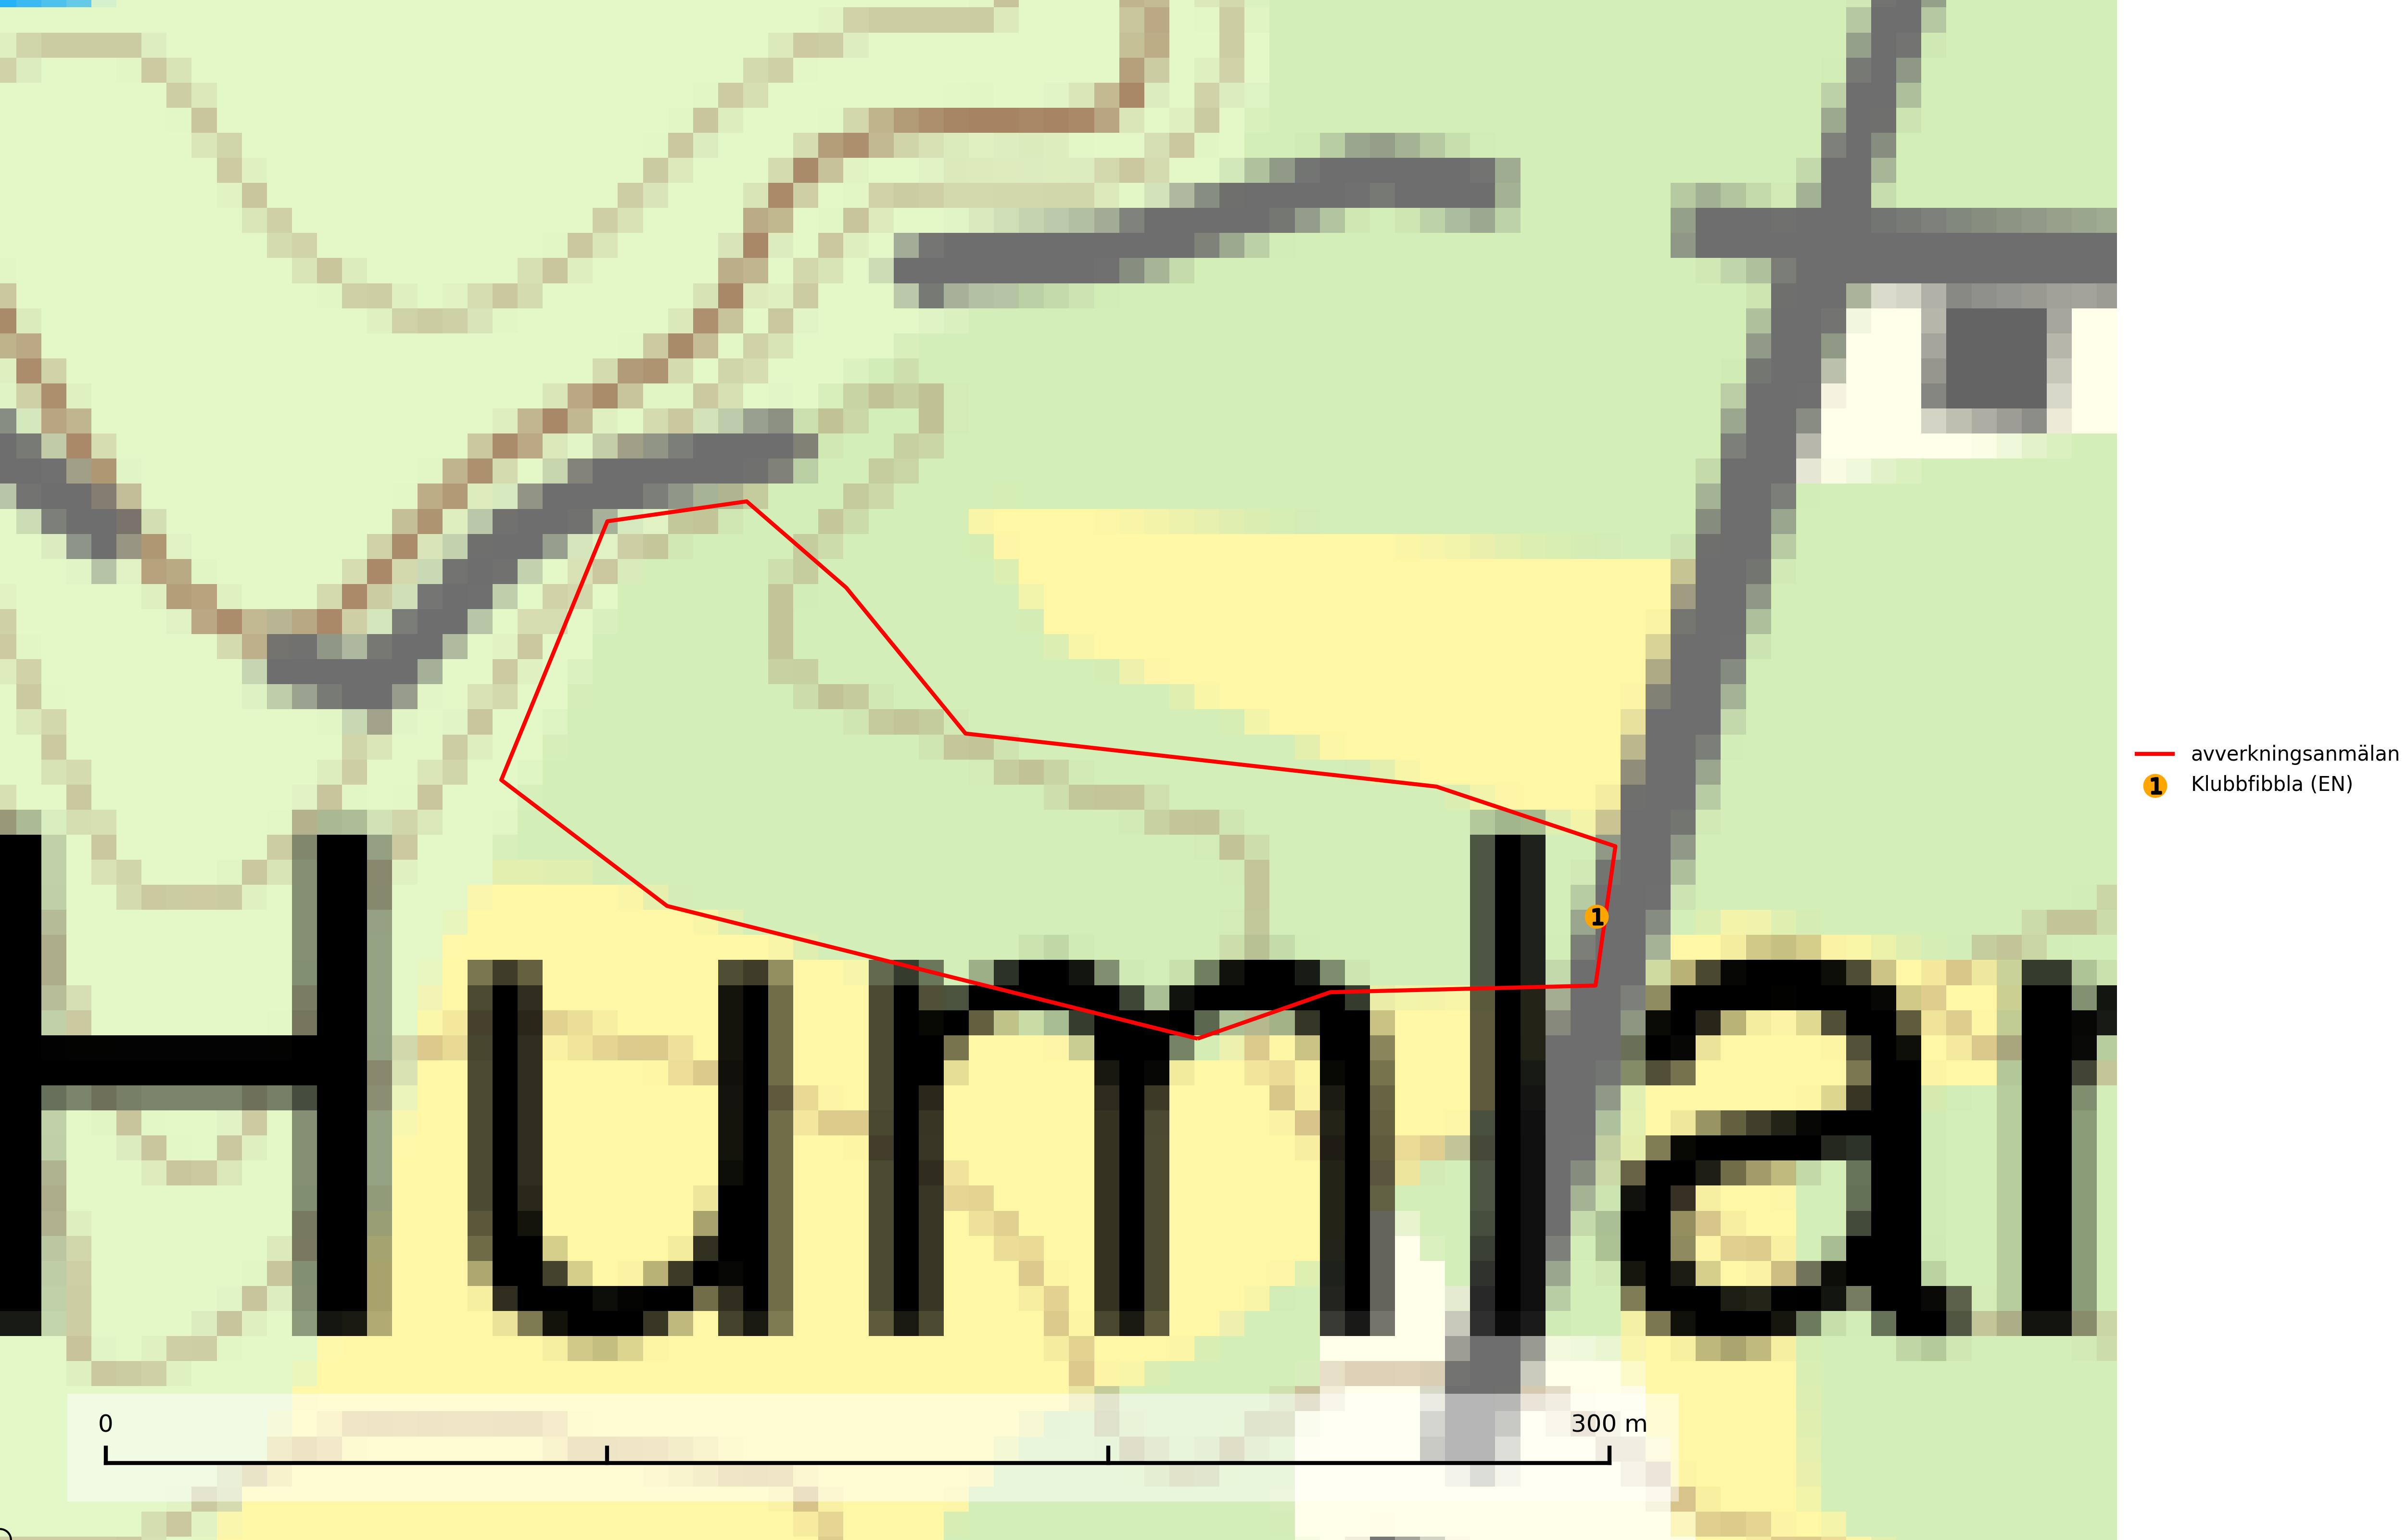 Humlar
avverkningsanmälan
1 Klubbfibbla (EN)
1
0 300 m